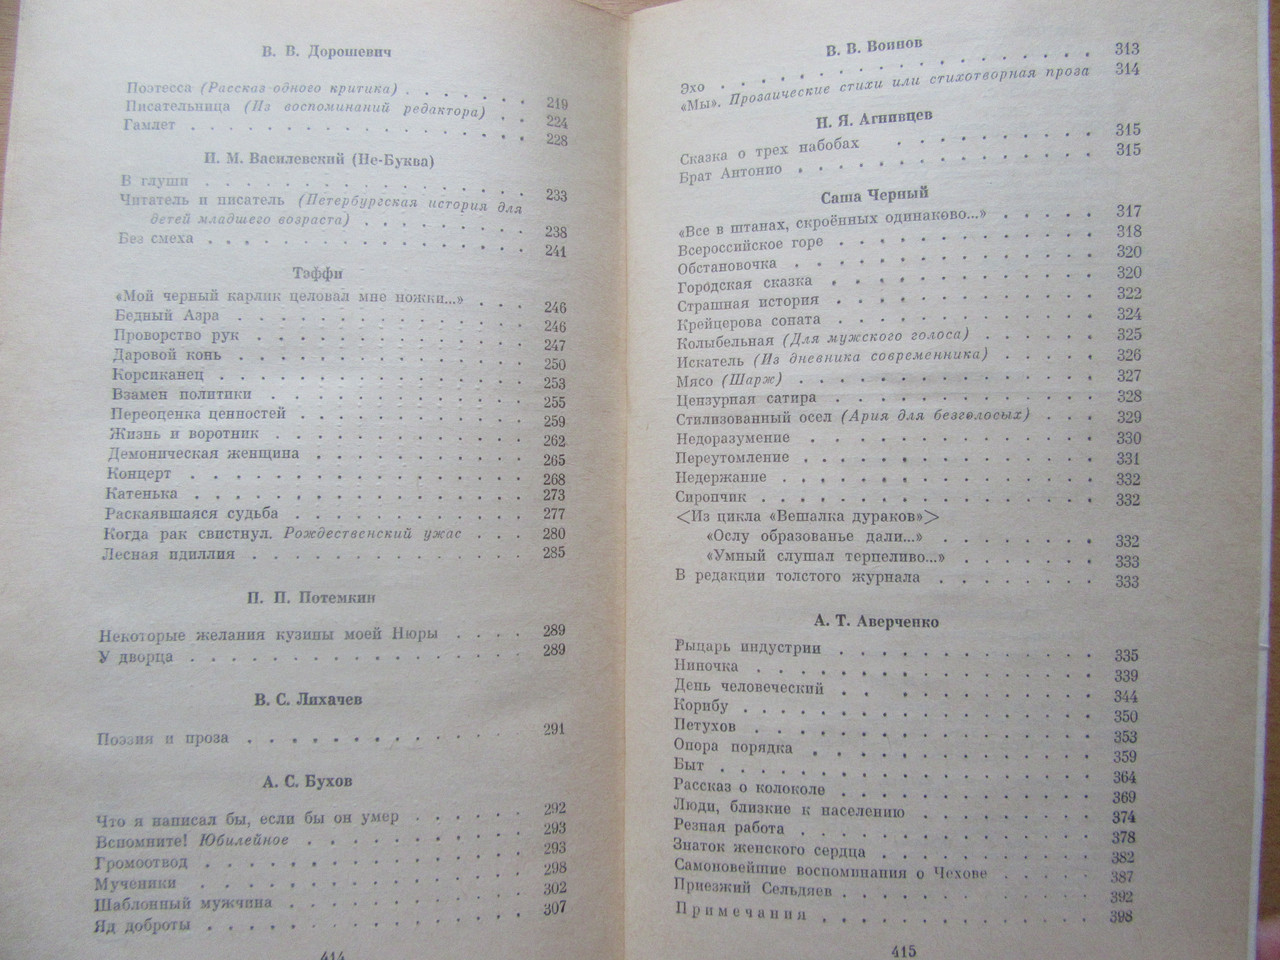 В. В. Дорошевич
Поэтесса (Рассказ одного критика) . . . . . . . 219
Писательница (Из воспоминаний редактора) . . 224
Гамлет . . . . . . . . . . . . . . . . 228
И. М. Василевский (Не-Буква)
В глуши . . . . . . . . . . . . . . . . 233
Читатель и писатель (Петербургская история для
детей младшего возраста) . . . . . . . . . 238
Без смеха . . . . . . . . . . . . . . . . 241
Тэффи
«Мой черный карлик целовал мне ножки...» . . . 246
Бедный Азра . . . . . . . . . . . . . . . 246
Проворство рук . . . . . . . . . . . . . . 247
Даровой конь . . . . . . . . . . . . . . . 250
Корсиканец . . . . . . . . . . . . . . . . 253
Взамен политики . . . . . . . . . . . . . 255
Переоценка ценностей . . . . . . . . . . . 259
Жизнь и воротник . . . . . . . . . . . . . 262
Демоническая женщина . . . . . . . . . . . 265
Концерт . . . . . . . . . . . . . . . . . 268
Катенька . . . . . . . . . . . . . . . . . 273
Раскаявшаяся судьба . . . . . . . . . . . . 277
Когда рак свистнул. Рождественский ужас . . . 280
Лесная идиллия . . . . . . . . . . . . . . 285
П. П. Потемкин
Некоторые желания кузины моей Нюры . . . . 289
У дворца . . . . . . . . . . . . . . . . . 289
В. С. Лихачев
Поэзия и проза . . . . . . . . . . . . . . 291
А. С. Бухов
Что я написал бы, если бы он умер . . . . . . 292
Вспомните! Юбилейное . . . . . . . . . . . 293
Громоотвод . . . . . . . . . . . . . . . . 293
Мученики . . . . . . . . . . . . . . . . . 298
Шаблонный мужчина . . . . . . . . . . . . 302
Яд доброты . . . . . . . . . . . . . . . . 307
414
В. В. Воинов
Эхо . . . . . . . . . . . . . . . . . . . 313
«Мы». Прозаические стихи или стихотворная проза 314
Н. Я. Агнивцев
Сказка о трех набобах . . . . . . . . . . . 315
Брат Антонио . . . . . . . . . . . . . . . 315
Саша Черный
«Все в штанах, скроённых одинаково...» . . . . . 317
Всероссийское горе . . . . . . . . . . . . . 318
Обстановочка . . . . . . . . . . . . . . . 320
Городская сказка . . . . . . . . . . . . . . 320
Страшная история . . . . . . . . . . . . . 322
Крейцерова соната . . . . . . . . . . . . . 324
Колыбельная (Для мужского голоса) . . . . . . 325
Искатель (Из дневника современника) . . . . . 326
Мясо (Шарж) . . . . . . . . . . . . . . . 327
Цензурная сатира . . . . . . . . . . . . . . 328
Стилизованный осел (Ария для безголосых) . . . 329
Недоразумение . . . . . . . . . . . . . . . 330
Переутомление . . . . . . . . . . . . . . . 331
Недержание . . . . . . . . . . . . . . . . 332
Сиропчик . . . . . . . . . . . . . . . . . 332
<Из цикла «Вешалка дураков»>
«Ослу образованье дали...» . . . . . . . . 332
«Умный слушал терпеливо...» . . . . . . . 333
В редакции толстого журнала . . . . . . . . . 333
А. Т. Аверченко
Рыцарь индустрии . . . . . . . . . . . . . 335
Ниночка . . . . . . . . . . . . . . . . . 339
День человеческий . . . . . . . . . . . . . 344
Корибу . . . . . . . . . . . . . . . . . . 350
Петухов . . . . . . . . . . . . . . . . . 353
Опора порядка . . . . . . . . . . . . . . . 359
Быт . . . . . . . . . . . . . . . . . . . 364
Рассказ о колоколе . . . . . . . . . . . . . 369
Люди, близкие к населению . . . . . . . . . 374
Резная работа . . . . . . . . . . . . . . . 378
Знаток женского сердца . . . . . . . . . . . 382
Самоновейшие воспоминания о Чехове . . . . . 387
Приезжий Сельдяев . . . . . . . . . . . . . 392
Примечания . . . . . . . . . . . . . . . 398
415